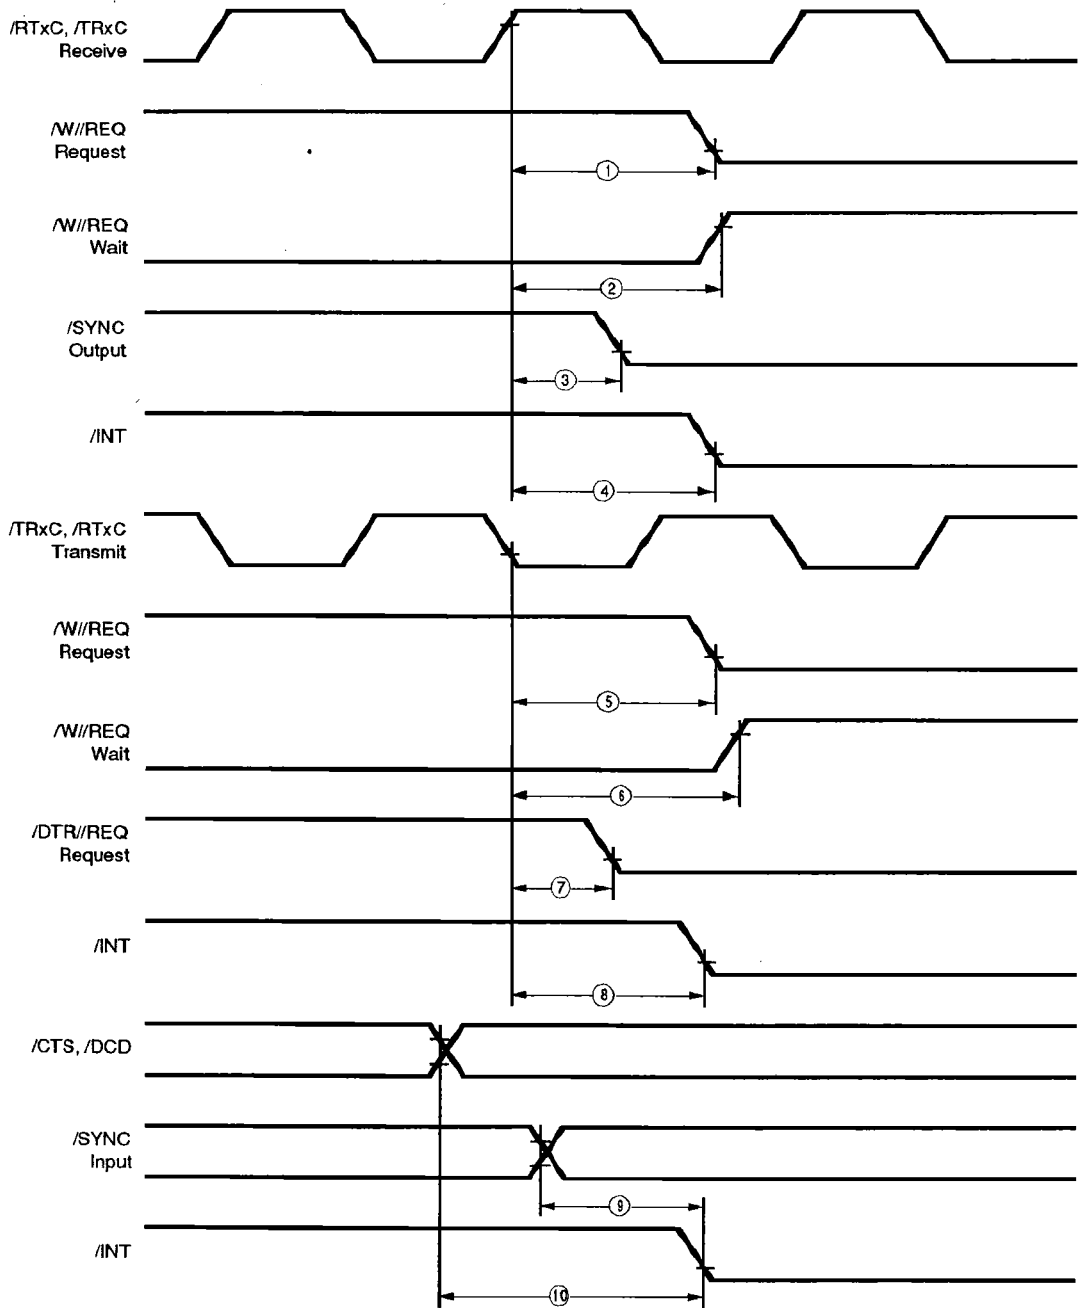 /RTxC, /TRxC
Receive
/W//REQ
Request
1
/W//REQ
Wait
2
/SYNC
Output
3
/INT
4
/TRxC, /RTxC
Transmit
/W//REQ
Request
5
/W//REQ
Wait
6
/DTR//REQ
Request
7
/INT
8
/CTS, /DCD
/SYNC
Input
9
/INT
10